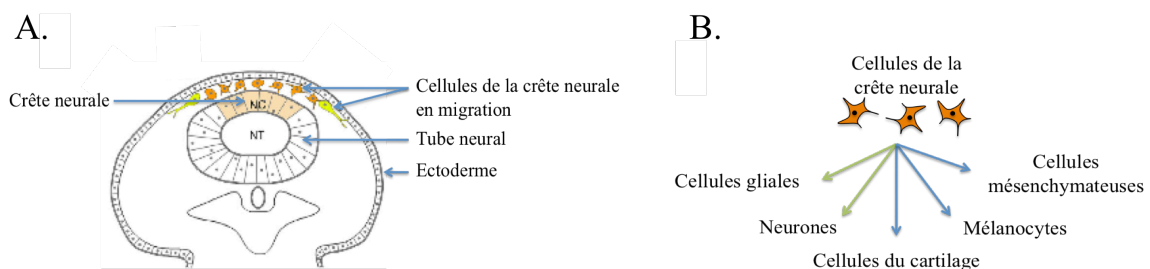 A.
Crête neurale
NC
NT
Cellules de la crête neurale
en migration
Tube neural
Ectoderme
B.
Cellules de la
crête neurale
Cellules gliales
Neurones
Cellules du cartilage
Mélanocytes
Cellules
mésenchymateuses